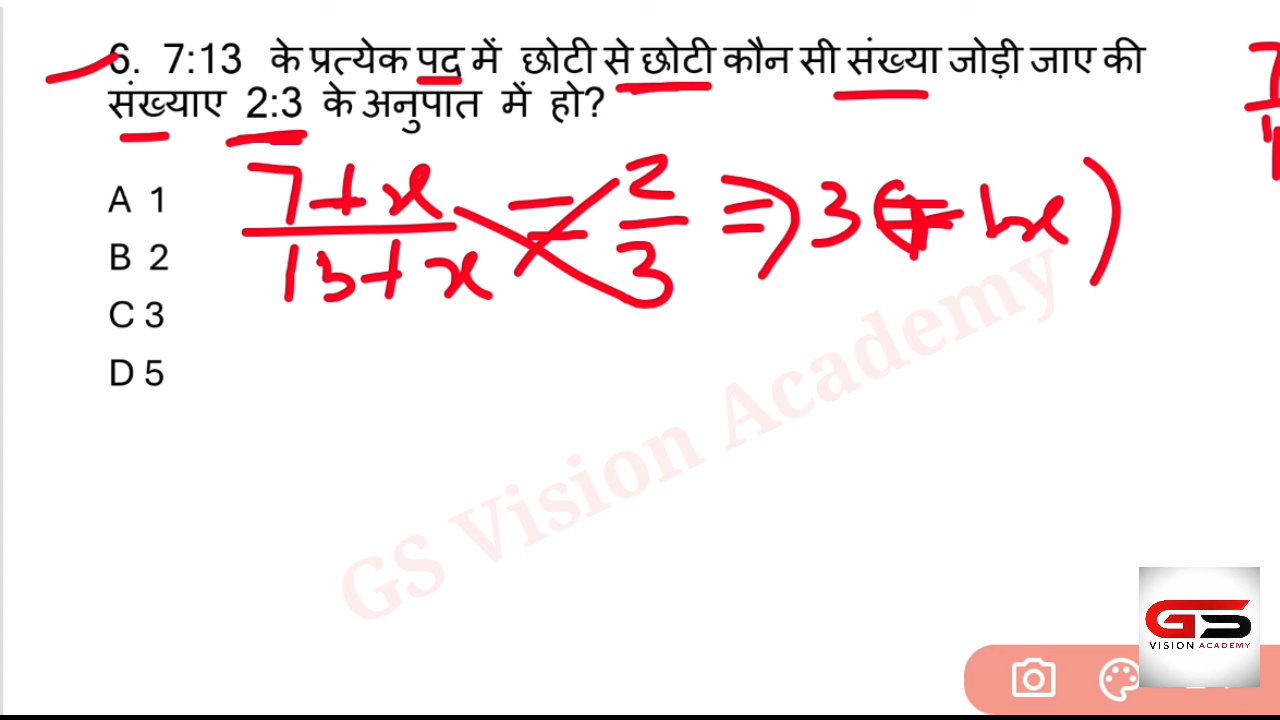 6. 7:13 के प्रत्येक पद में छोटी से छोटी कौन सी संख्या जोड़ी जाए की
संख्याए 2:3 के अनुपात में हो?
A 1
B 2
C 3
D 5
7+x / 13+x = 2/3 ⇒ 3(7+x)
GS Vision Academy
GS
VISION ACADEMY